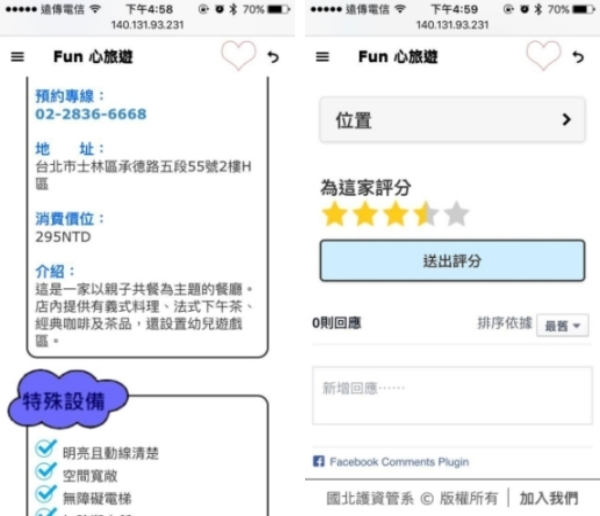 遠傳電信 下午4:58 70%
140.131.93.231
Fun 心旅遊
預約專線：
02-2836-6668
地 址：
台北市士林區承德路五段55號2樓H
區
消費價位：
295NTD
介紹：
這是一家以親子共餐為主題的餐廳。
店內提供有義式料理、法式下午茶、
經典咖啡及茶品，還設置幼兒遊戲
區。
特殊設備
明亮且動線清楚
空間寬敞
無障礙電梯
遠傳電信 下午4:59 70%
140.131.93.231
Fun 心旅遊
位置
為這家評分
送出評分
0則回應 排序依據 最舊
新增回應……
Facebook Comments Plugin
國北護資管系 © 版權所有 │ 加入我們